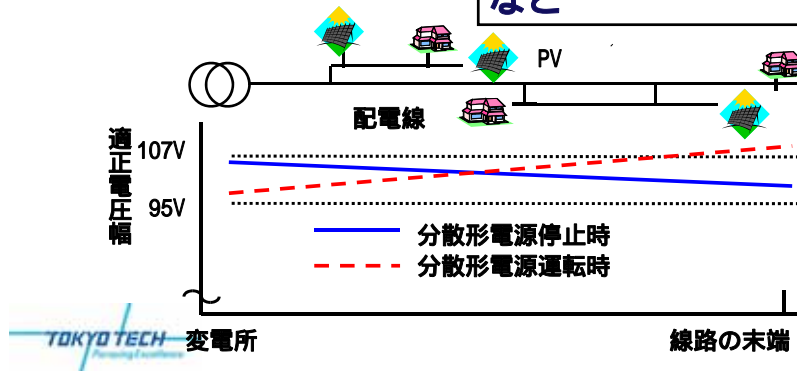 など
PV
配電線
適正電圧幅
107V
95V
分散形電源停止時
分散形電源運転時
TOKYO TECH
Pursuing Excellence
変電所
線路の末端